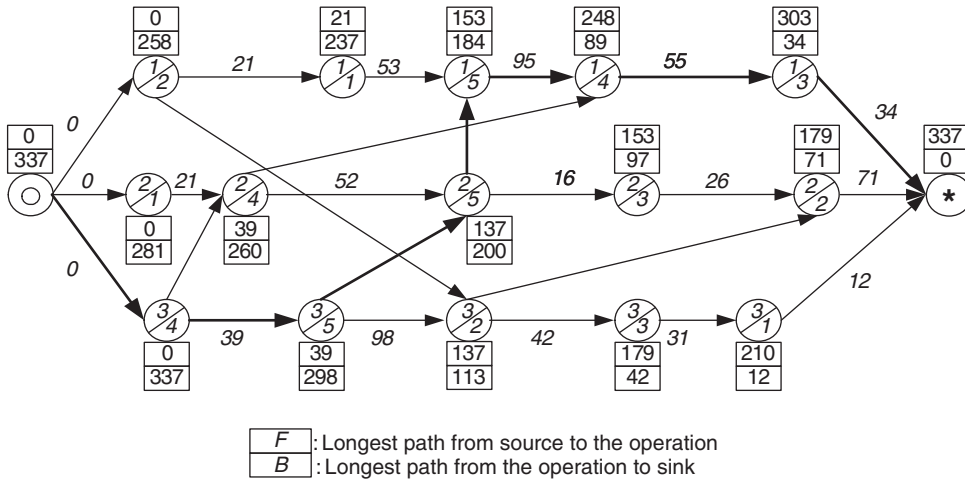 0 21 153 248 303
258 237 184 89 34
1/2 21 1/1 53 1/5 95 1/4 55 1/3
34
0
0 153 179 337
337 97 71 0
O 0 2/1 21 2/4 52 2/5 16 2/3 26 2/2 71 *
0 39 137
281 260 200
0
12
3/4 39 3/5 98 3/2 42 3/3 31 3/1
0 39 137 179 210
337 298 113 42 12
F : Longest path from source to the operation
B : Longest path from the operation to sink